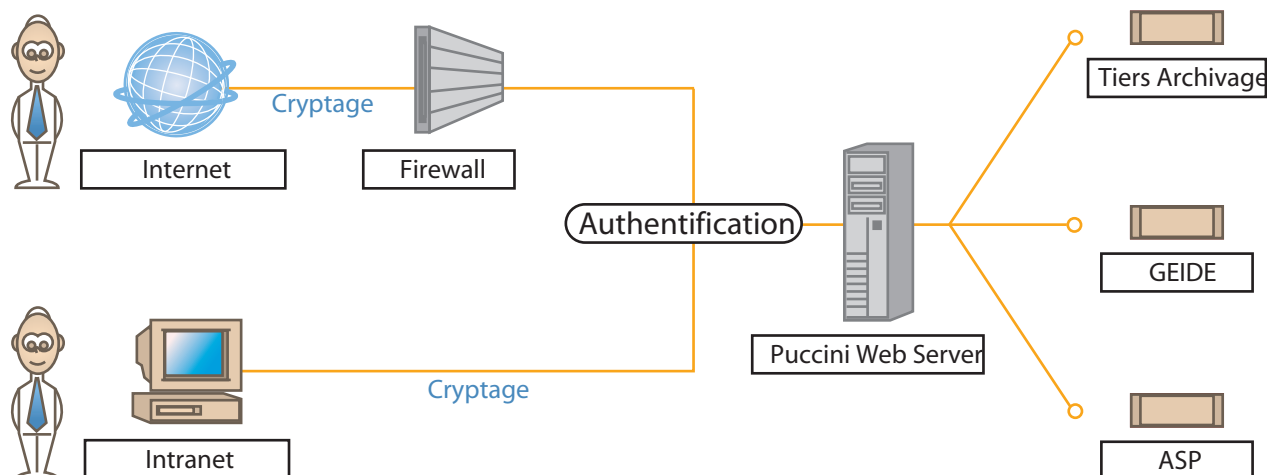 Tiers Archivage
Cryptage
Internet
Firewall
Authentification
GEIDE
Puccini Web Server
Cryptage
Intranet
ASP